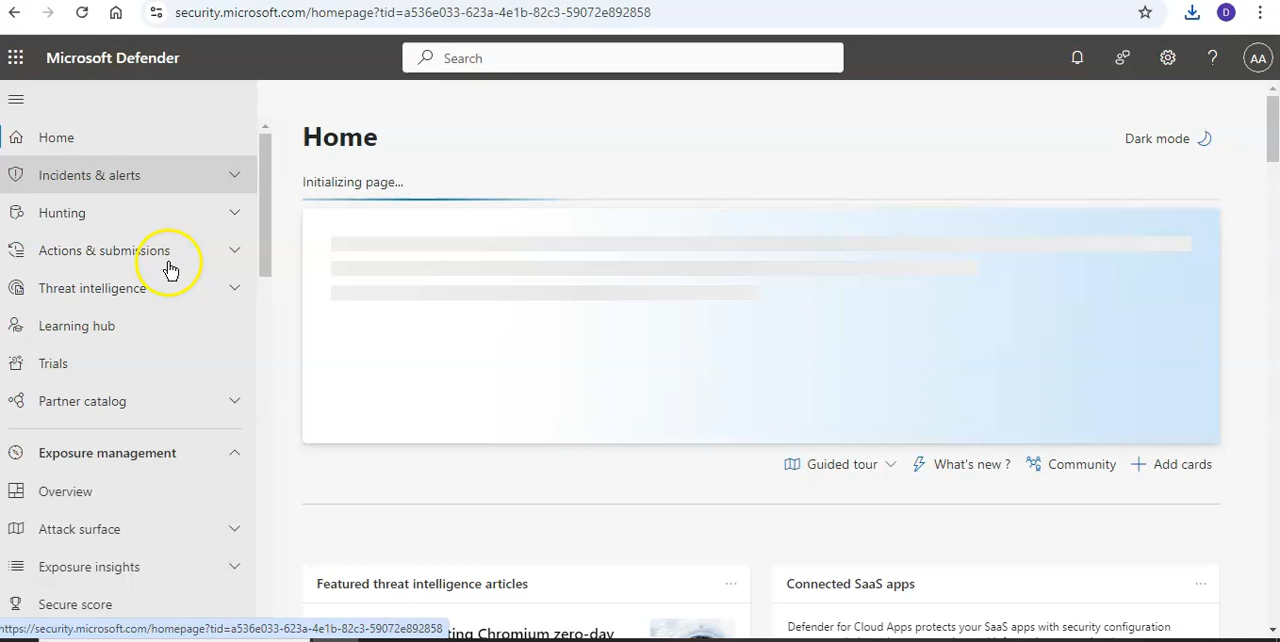 security.microsoft.com/homepage?tid=a536e033-623a-4e1b-82c3-59072e892858
D
Microsoft Defender
Search
?
AA
Home
Incidents & alerts
Hunting
Actions & submissions
Threat intelligence
Learning hub
Trials
Partner catalog
Exposure management
Overview
Attack surface
Exposure insights
Secure score
Home
Dark mode
Initializing page...
Guided tour
What's new ?
Community
Add cards
Featured threat intelligence articles
Connected SaaS apps
Chromium zero-day
Defender for Cloud Apps protects your SaaS apps with security configuration
https://security.microsoft.com/homepage?tid=a536e033-623a-4e1b-82c3-59072e892858